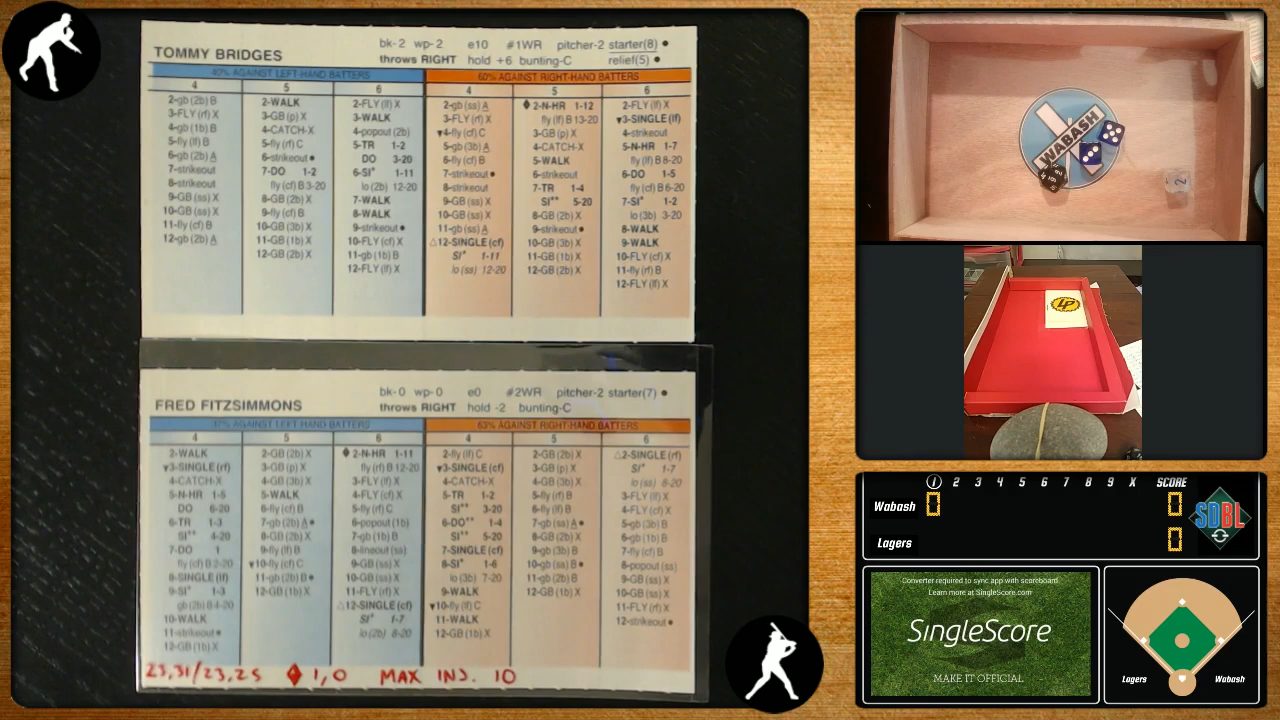 TOMMY BRIDGES
bk-2 wp-2 e10 #1WR pitcher-2 starter(8) ●
throws RIGHT hold +6 bunting-C relief(5) ●
40% AGAINST LEFT-HAND BATTERS
60% AGAINST RIGHT-HAND BATTERS
4 5 6 4 5 6
2-gb (2b) B
3-FLY (rf) X
4-gb (1b) B
5-fly (lf) B
6-gb (2b) A
7-strikeout
8-strikeout
9-GB (ss) X
10-GB (ss) X
11-fly (cf) B
12-gb (2b) A
2-WALK
3-GB (p) X
4-CATCH-X
5-fly (rf) C
6-strikeout ●
7-DO 1-2
fly (cf) B 3-20
8-GB (2b) X
9-fly (cf) B
10-GB (3b) X
11-GB (1b) X
12-GB (2b) X
2-FLY (lf) X
3-WALK
4-popout (2b)
5-TR 1-2
DO 3-20
6-SI* 1-11
lo (2b) 12-20
7-WALK
8-WALK
9-strikeout ●
10-FLY (cf) X
11-gb (1b) B
12-FLY (lf) X
2-gb (ss) A
3-FLY (rf) X
▼4-fly (cf) C
5-gb (3b) A
6-fly (cf) B
7-strikeout ●
8-strikeout
9-GB (ss) X
10-GB (ss) X
11-gb (ss) A
△12-SINGLE (cf)
SI* 1-11
lo (ss) 12-20
♦ 2-N-HR 1-12
fly (lf) B 13-20
3-GB (p) X
4-CATCH-X
5-WALK
6-strikeout
7-TR 1-4
SI** 5-20
8-GB (2b) X
9-strikeout ●
10-GB (3b) X
11-GB (1b) X
12-GB (2b) X
2-FLY (lf) X
▼3-SINGLE (lf)
4-strikeout
5-N-HR 1-7
fly (lf) B 8-20
6-DO 1-5
fly (cf) B 6-20
7-SI* 1-2
lo (3b) 3-20
8-WALK
9-WALK
10-FLY (cf) X
11-fly (rf) B
12-FLY (lf) X
FRED FITZSIMMONS
bk-0 wp-0 e0 #2WR pitcher-2 starter(7) ●
throws RIGHT hold -2 bunting-C
37% AGAINST LEFT-HAND BATTERS
63% AGAINST RIGHT-HAND BATTERS
4 5 6 4 5 6
2-WALK
▼3-SINGLE (rf)
4-CATCH-X
5-N-HR 1-5
DO 6-20
6-TR 1-3
SI** 4-20
7-DO 1
fly (cf) B 2-20
8-SINGLE (lf)
9-SI* 1-3
gb (2b) B 4-20
10-WALK
11-strikeout ●
12-GB (1b) X
2-GB (2b) X
3-GB (p) X
4-GB (3b) X
5-WALK
6-fly (cf) B
7-gb (2b) A ●
8-GB (2b) X
9-fly (lf) B
▼10-fly (cf) C
11-gb (2b) B ●
12-GB (1b) X
♦ 2-N-HR 1-11
fly (rf) B 12-20
3-FLY (lf) X
4-FLY (cf) X
5-fly (rf) C
6-popout (1b)
7-gb (1b) B
8-lineout (ss)
9-GB (ss) X
10-GB (ss) X
11-FLY (rf) X
△12-SINGLE (cf)
SI* 1-7
lo (2b) 8-20
2-fly (lf) C
▼3-SINGLE (cf)
4-CATCH-X
5-TR 1-2
SI** 3-20
6-DO** 1-4
SI** 5-20
7-SINGLE (cf)
8-SI* 1-6
lo (3b) 7-20
9-WALK
▼10-fly (lf) C
11-WALK
12-GB (1b) X
2-GB (2b) X
3-GB (p) X
4-GB (3b) X
5-fly (rf) B
6-fly (lf) B
7-gb (ss) A ●
8-GB (2b) X
9-gb (3b) B
10-gb (ss) B ●
11-gb (2b) B
12-GB (1b) X
△2-SINGLE (rf)
SI* 1-7
lo (ss) 8-20
3-FLY (lf) X
4-FLY (cf) X
5-gb (3b) B
6-gb (1b) B
7-fly (cf) B
8-popout (ss)
9-GB (ss) X
10-GB (ss) X
11-FLY (rf) X
12-strikeout ●
23,31/23,25 ♦ 1,0 MAX INJ. 10
WABASH
2
LP
1 2 3 4 5 6 7 8 9 X SCORE
Wabash 0 0
Lagers 0
SDBL
Converter required to sync app with scoreboard
Learn more at SingleScore.com
SINGLESCORE
MAKE IT OFFICIAL
Lagers Wabash